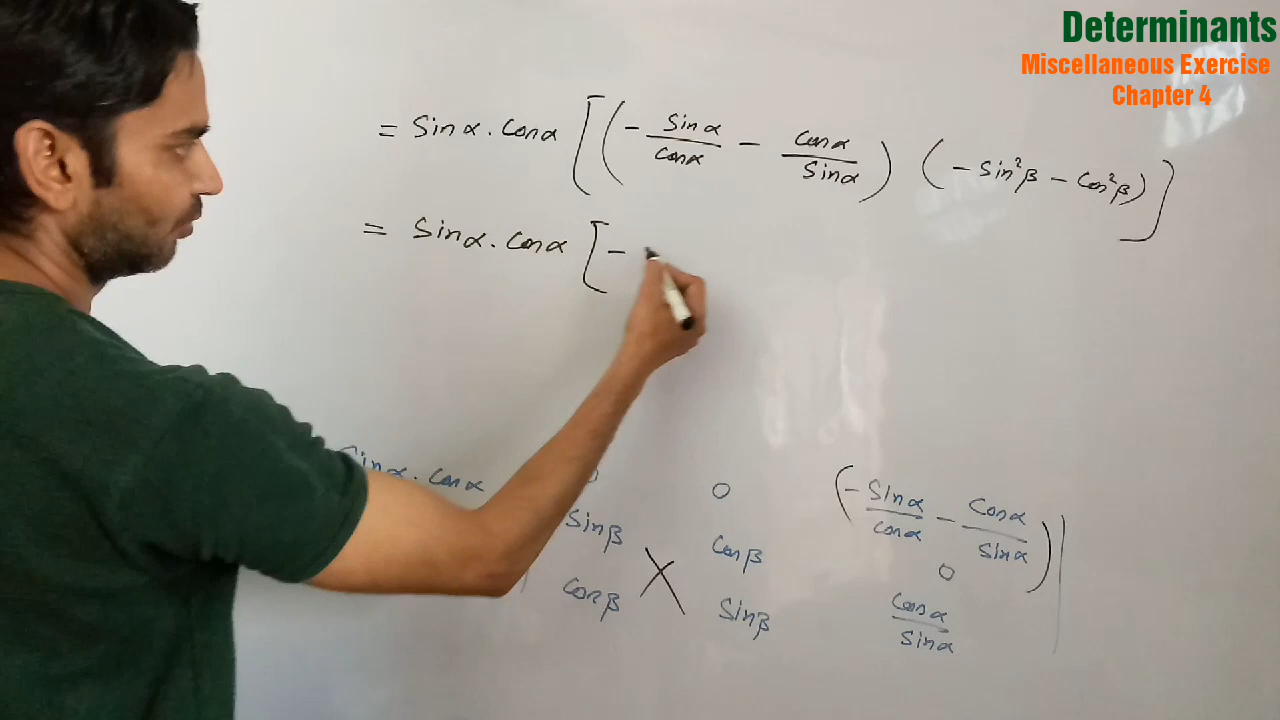 Determinants
Miscellaneous Exercise
Chapter 4
= Sinα . Cosα [(- Sinα/Cosα - Cosα/Sinα) (- Sin²β - Cos²β)]
= Sinα . Cosα [-
Sinα . Cosα 0 0 (- Sinα/Cosα - Cosα/Sinα)
Sinβ Cosβ 0
Cosβ Sinβ Cosα/Sinα